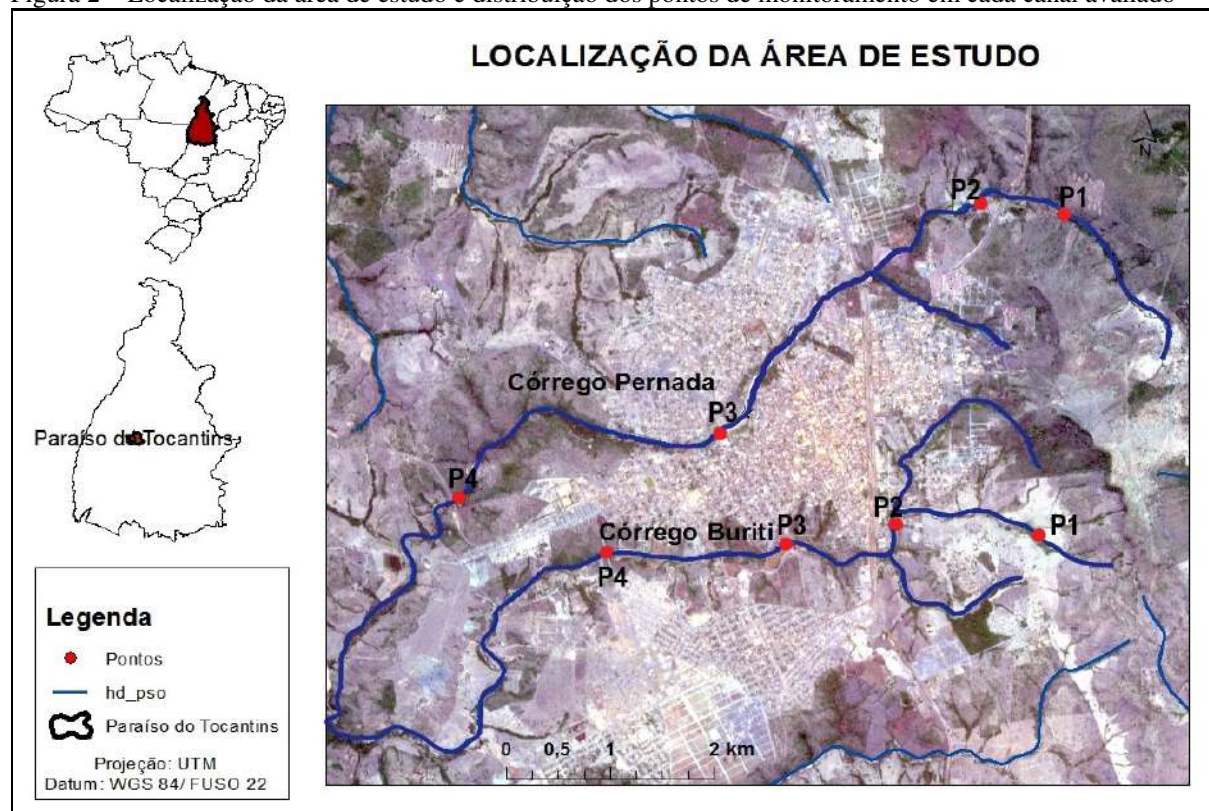 Figura 2 – Localização da área de estudo e distribuição dos pontos de monitoramento em cada canal avaliado
LOCALIZAÇÃO DA ÁREA DE ESTUDO
N
P2
P1
Córrego Pernada
P3
P4
P2
P1
Córrego Buriti
P3
P4
0 0,5 1 2 km
Paraíso do Tocantins
Legenda
Pontos
hd_pso
Paraíso do Tocantins
Projeção: UTM
Datum: WGS 84/ FUSO 22